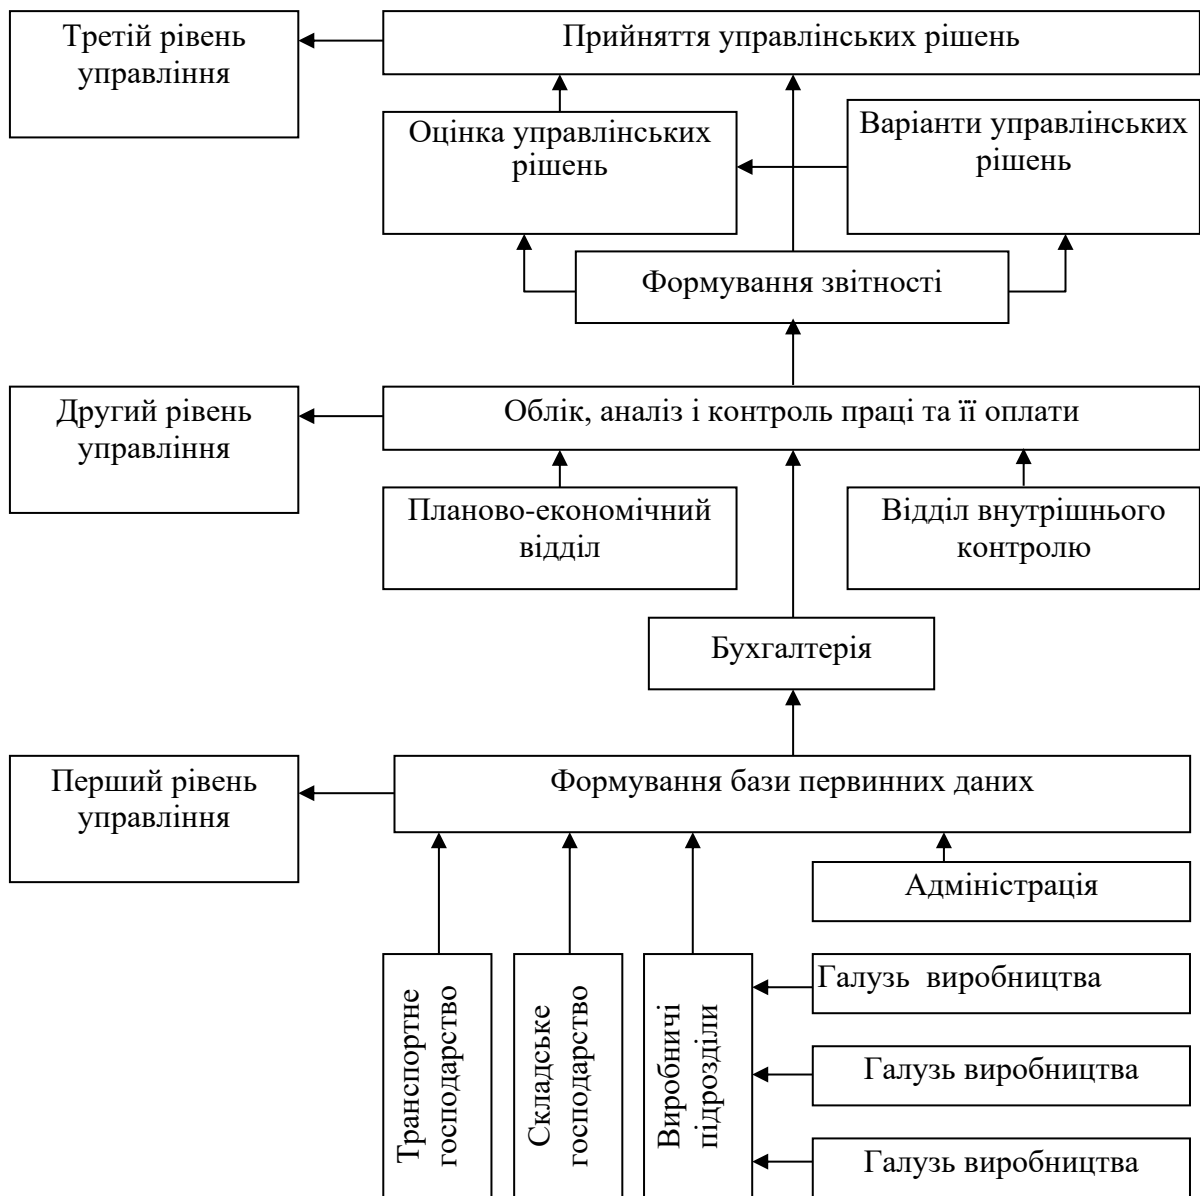 Третій рівень
управління
Прийняття управлінських рішень
Оцінка управлінських
рішень
Варіанти управлінських
рішень
Формування звітності
Другий рівень
управління
Облік, аналіз і контроль праці та її оплати
Планово-економічний
відділ
Відділ внутрішнього
контролю
Бухгалтерія
Перший рівень
управління
Формування бази первинних даних
Адміністрація
Транспортне
господарство
Складське
господарство
Виробничі
підрозділи
Галузь  виробництва
Галузь виробництва
Галузь виробництва